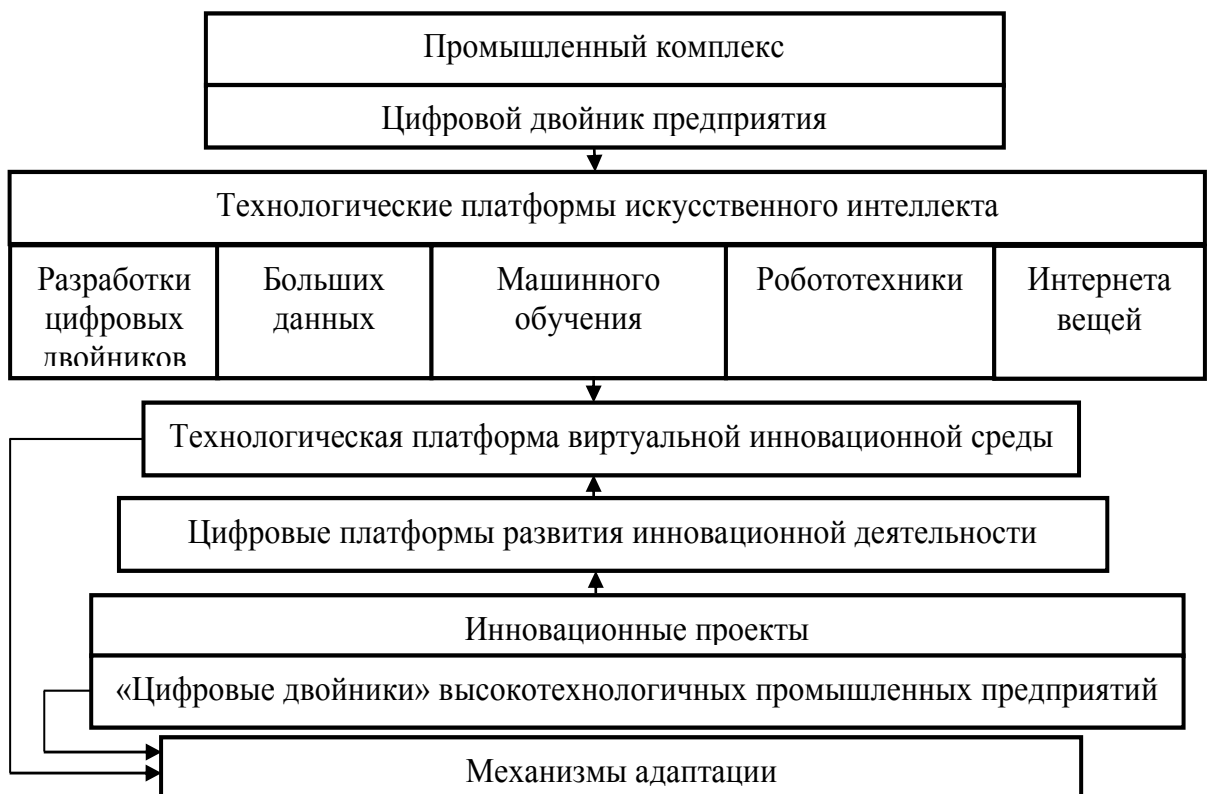 Промышленный комплекс
Цифровой двойник предприятия
Технологические платформы искусственного интеллекта
Разработки
цифровых
двойников
Больших
данных
Машинного
обучения
Робототехники
Интернета
вещей
Технологическая платформа виртуальной инновационной среды
Цифровые платформы развития инновационной деятельности
Инновационные проекты
«Цифровые двойники» высокотехнологичных промышленных предприятий
Механизмы адаптации